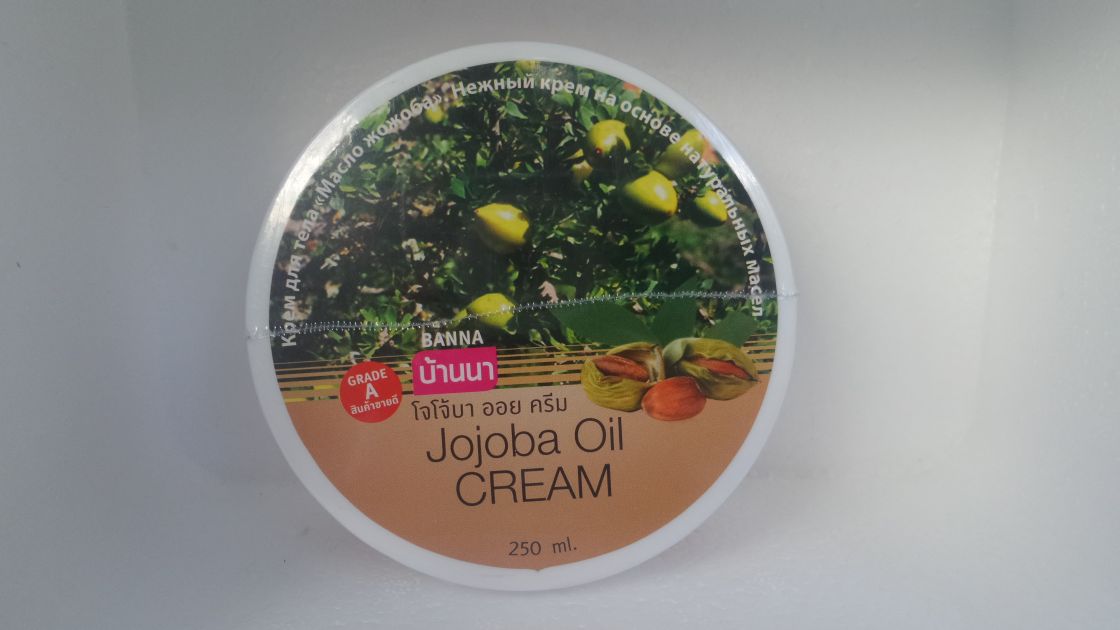 Крем для тела «Масло жожоба». Нежный крем на основе натуральных масел
BANNA
บ้านนา
GRADE
A
สินค้าขายดี
โจโจ้บา ออย ครีม
Jojoba Oil
CREAM
250 ml.